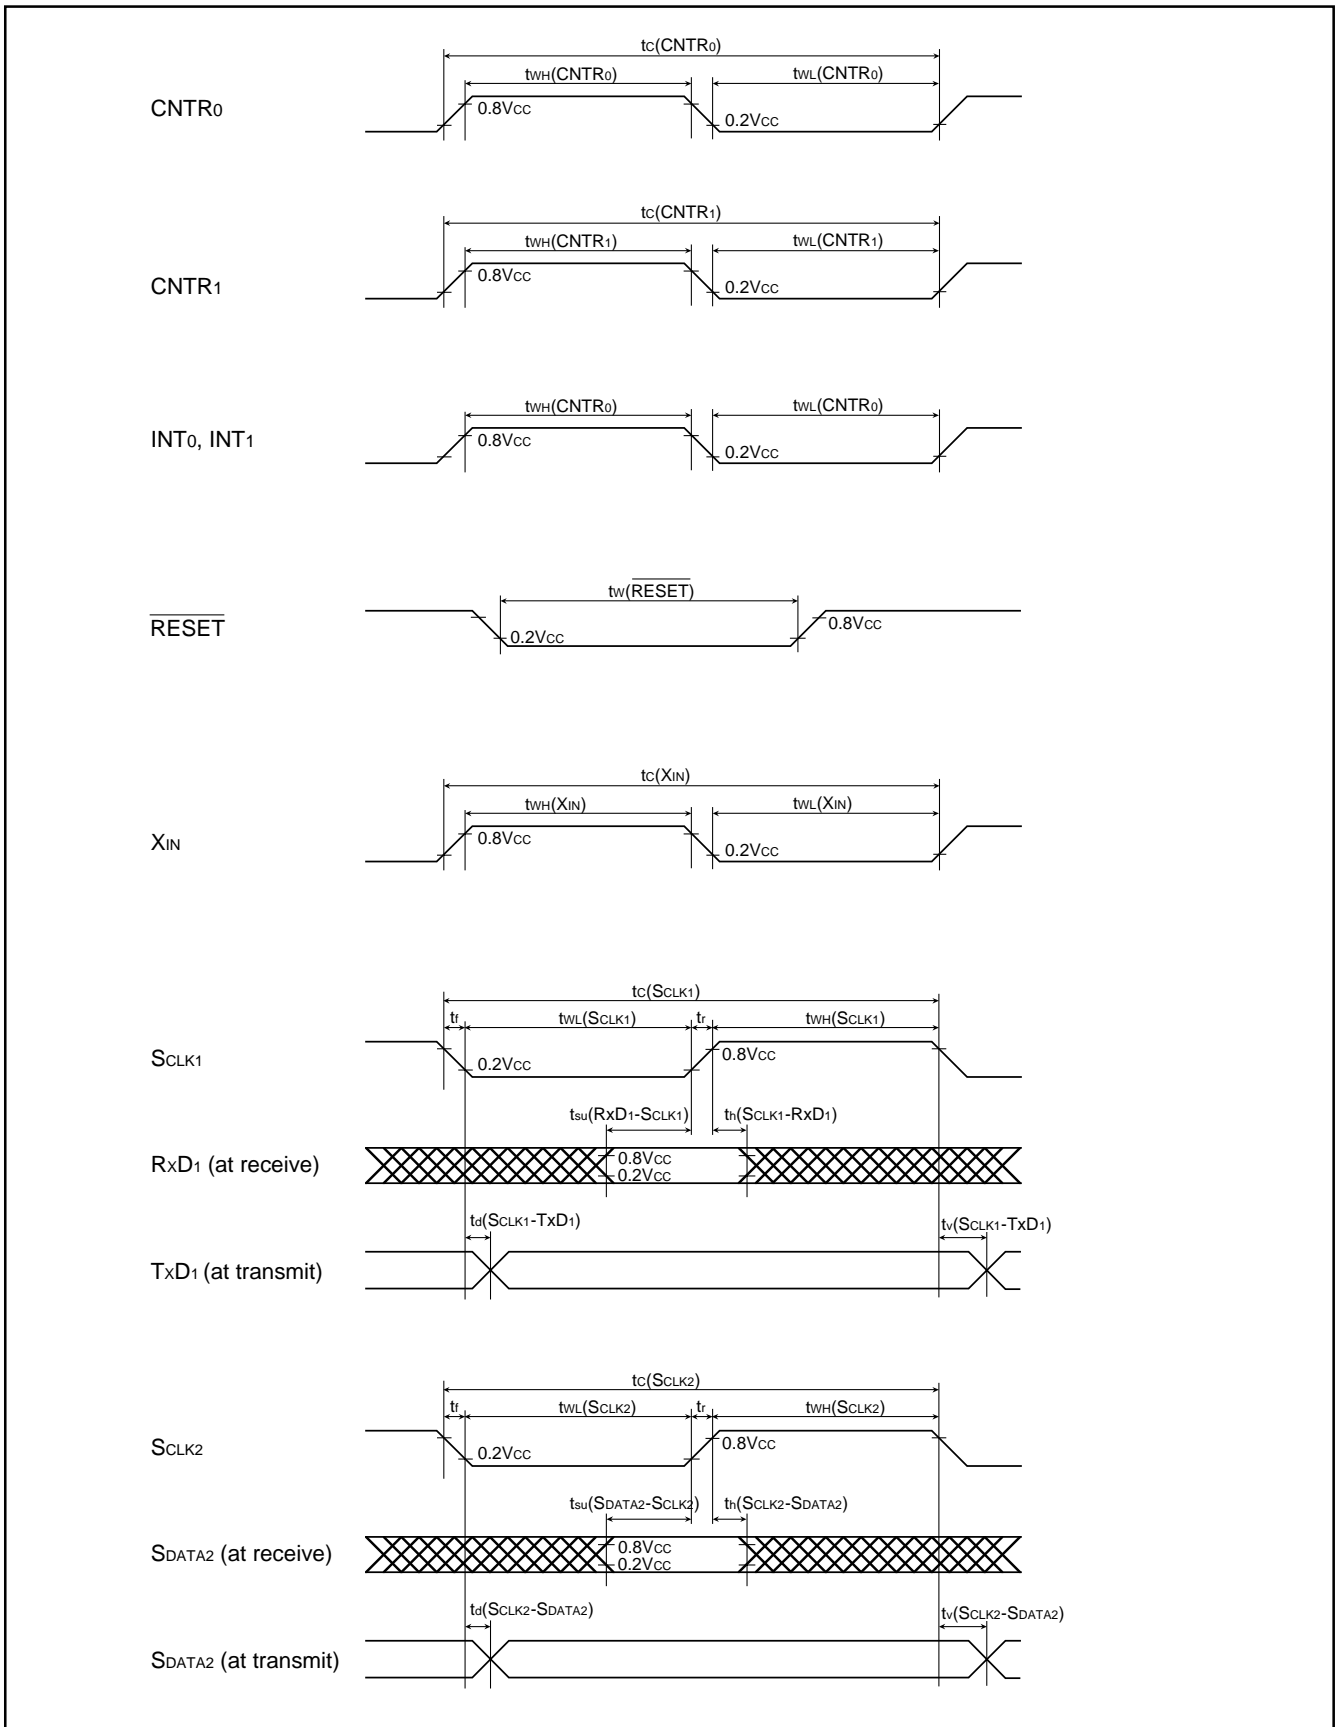 tC(CNTR0)
tWH(CNTR0) tWL(CNTR0)
CNTR0 0.8VCC 0.2VCC
tC(CNTR1)
tWH(CNTR1) tWL(CNTR1)
CNTR1 0.8VCC 0.2VCC
tWH(CNTR0) tWL(CNTR0)
INT0, INT1 0.8VCC 0.2VCC
tW(RESET)
RESET 0.2VCC 0.8VCC
tC(XIN)
tWH(XIN) tWL(XIN)
XIN 0.8VCC 0.2VCC
tC(SCLK1)
tf tWL(SCLK1) tr tWH(SCLK1)
SCLK1 0.2VCC 0.8VCC
tsu(RxD1-SCLK1) th(SCLK1-RxD1)
RXD1 (at receive) 0.8VCC
0.2VCC
td(SCLK1-TxD1) tv(SCLK1-TxD1)
TXD1 (at transmit)
tC(SCLK2)
tf tWL(SCLK2) tr tWH(SCLK2)
SCLK2 0.2VCC 0.8VCC
tsu(SDATA2-SCLK2) th(SCLK2-SDATA2)
SDATA2 (at receive) 0.8VCC
0.2VCC
td(SCLK2-SDATA2) tv(SCLK2-SDATA2)
SDATA2 (at transmit)